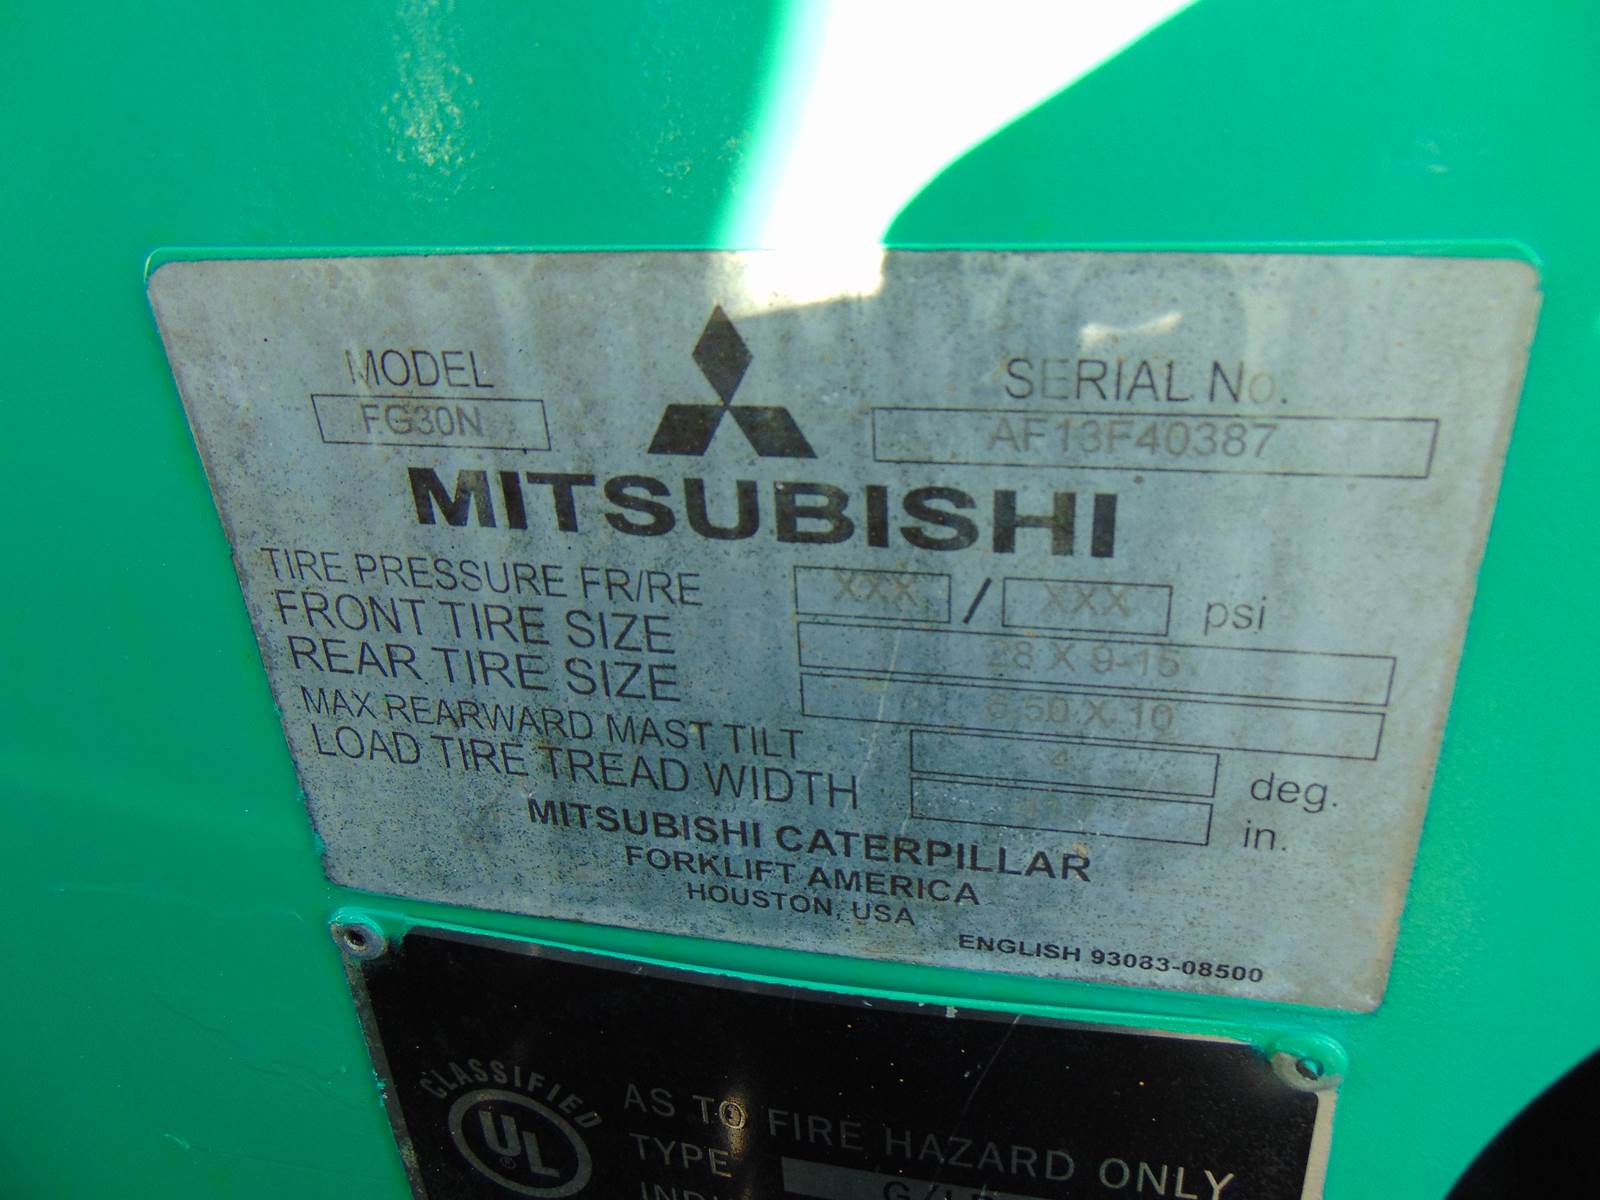 MODEL
FG30N
SERIAL No.
AF13F40387
MITSUBISHI
TIRE PRESSURE FR/RE XXX / XXX psi
FRONT TIRE SIZE 28 X 9-15
REAR TIRE SIZE 6.50 X 10
MAX REARWARD MAST TILT 4 deg.
LOAD TIRE TREAD WIDTH in.
MITSUBISHI CATERPILLAR
FORKLIFT AMERICA
HOUSTON, USA
ENGLISH 93083-08500
CLASSIFIED
UL ®
AS TO FIRE HAZARD ONLY
TYPE